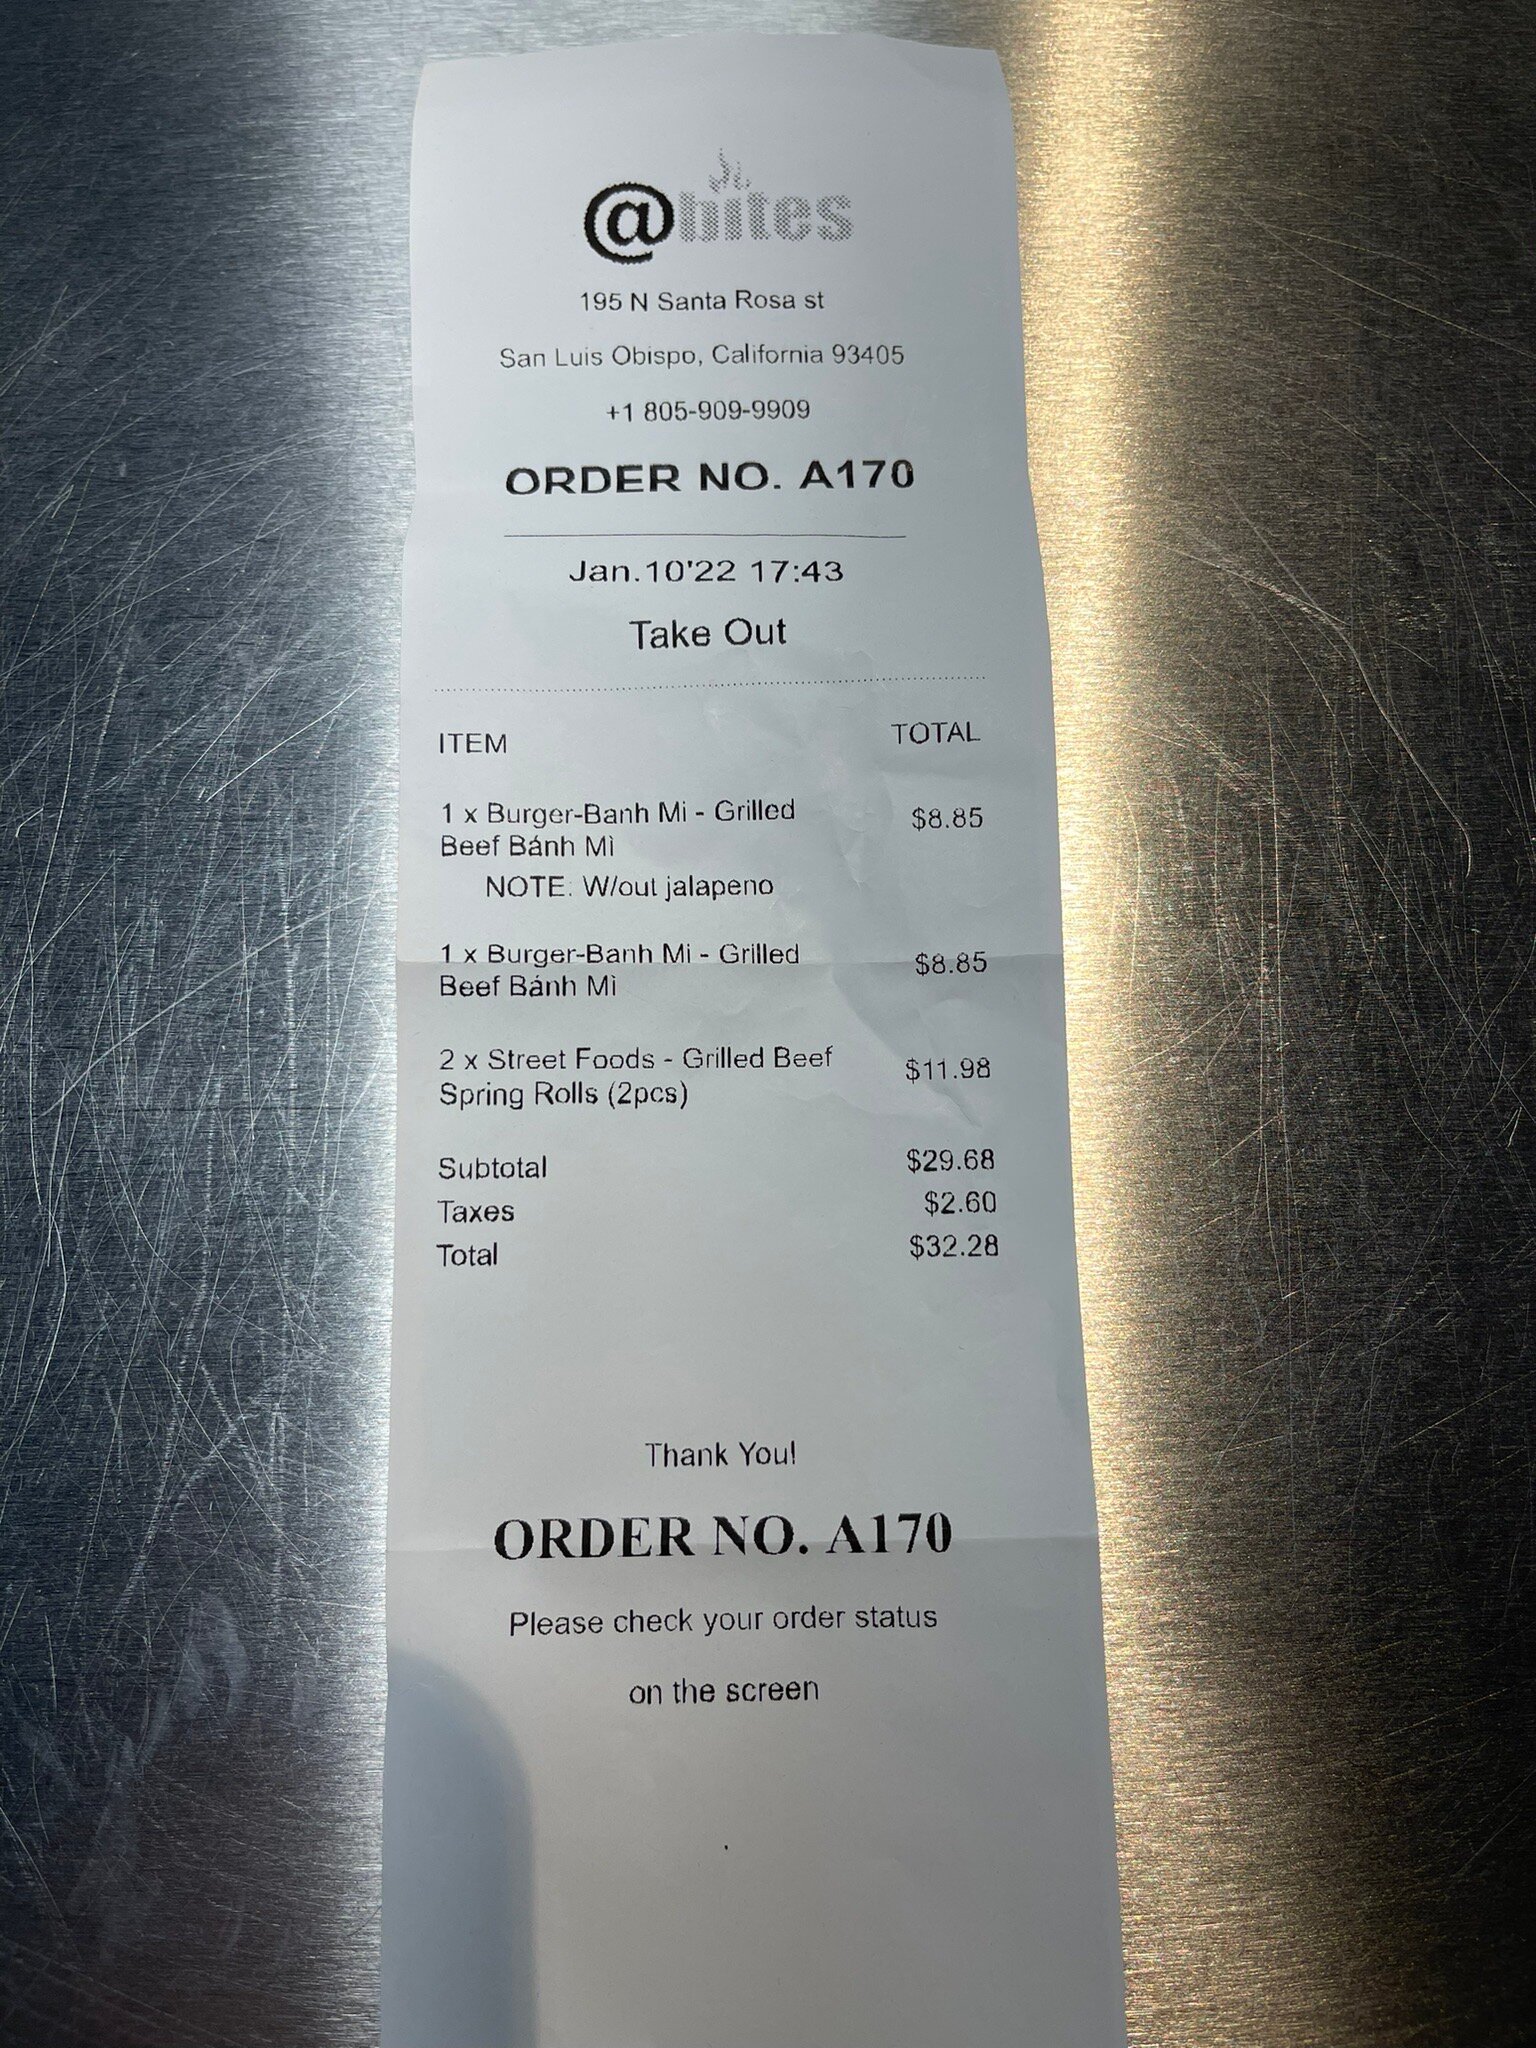 @bites
195 N Santa Rosa st
San Luis Obispo, California 93405
+1 805-909-9909
ORDER NO. A170
Jan.10'22 17:43
Take Out
ITEM TOTAL
1 x Burger-Banh Mi - Grilled $8.85
Beef Bánh Mì
NOTE: W/out jalapeno
1 x Burger-Banh Mi - Grilled $8.85
Beef Bánh Mì
2 x Street Foods - Grilled Beef $11.98
Spring Rolls (2pcs)
Subtotal $29.68
Taxes $2.60
Total $32.28
Thank You!
ORDER NO. A170
Please check your order status
on the screen